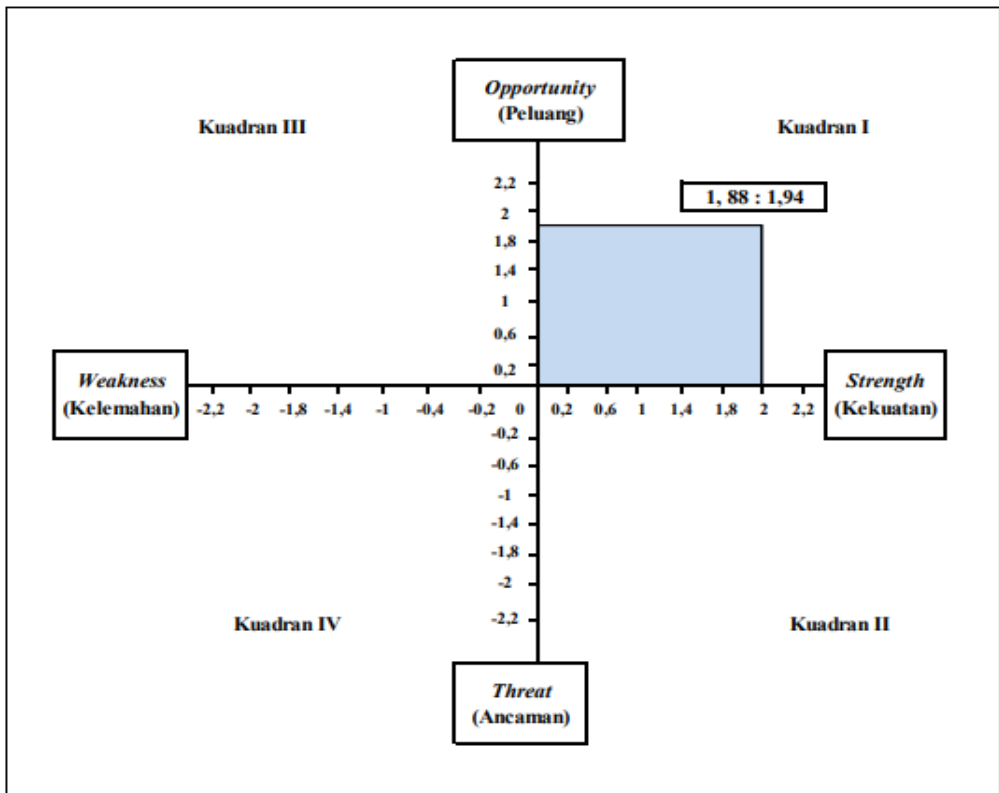 Opportunity
(Peluang)
Kuadran III
Kuadran I
1, 88 : 1,94
2,2
2
1,8
1,4
1
0,6
0,2
Weakness
(Kelemahan)
Strength
(Kekuatan)
-2,2 -2 -1,8 -1,4 -1 -0,4 -0,2 0 0,2 0,6 1 1,4 1,8 2 2,2
-0,2
-0,6
-1
-1,4
-1,8
-2
-2,2
Kuadran IV
Kuadran II
Threat
(Ancaman)